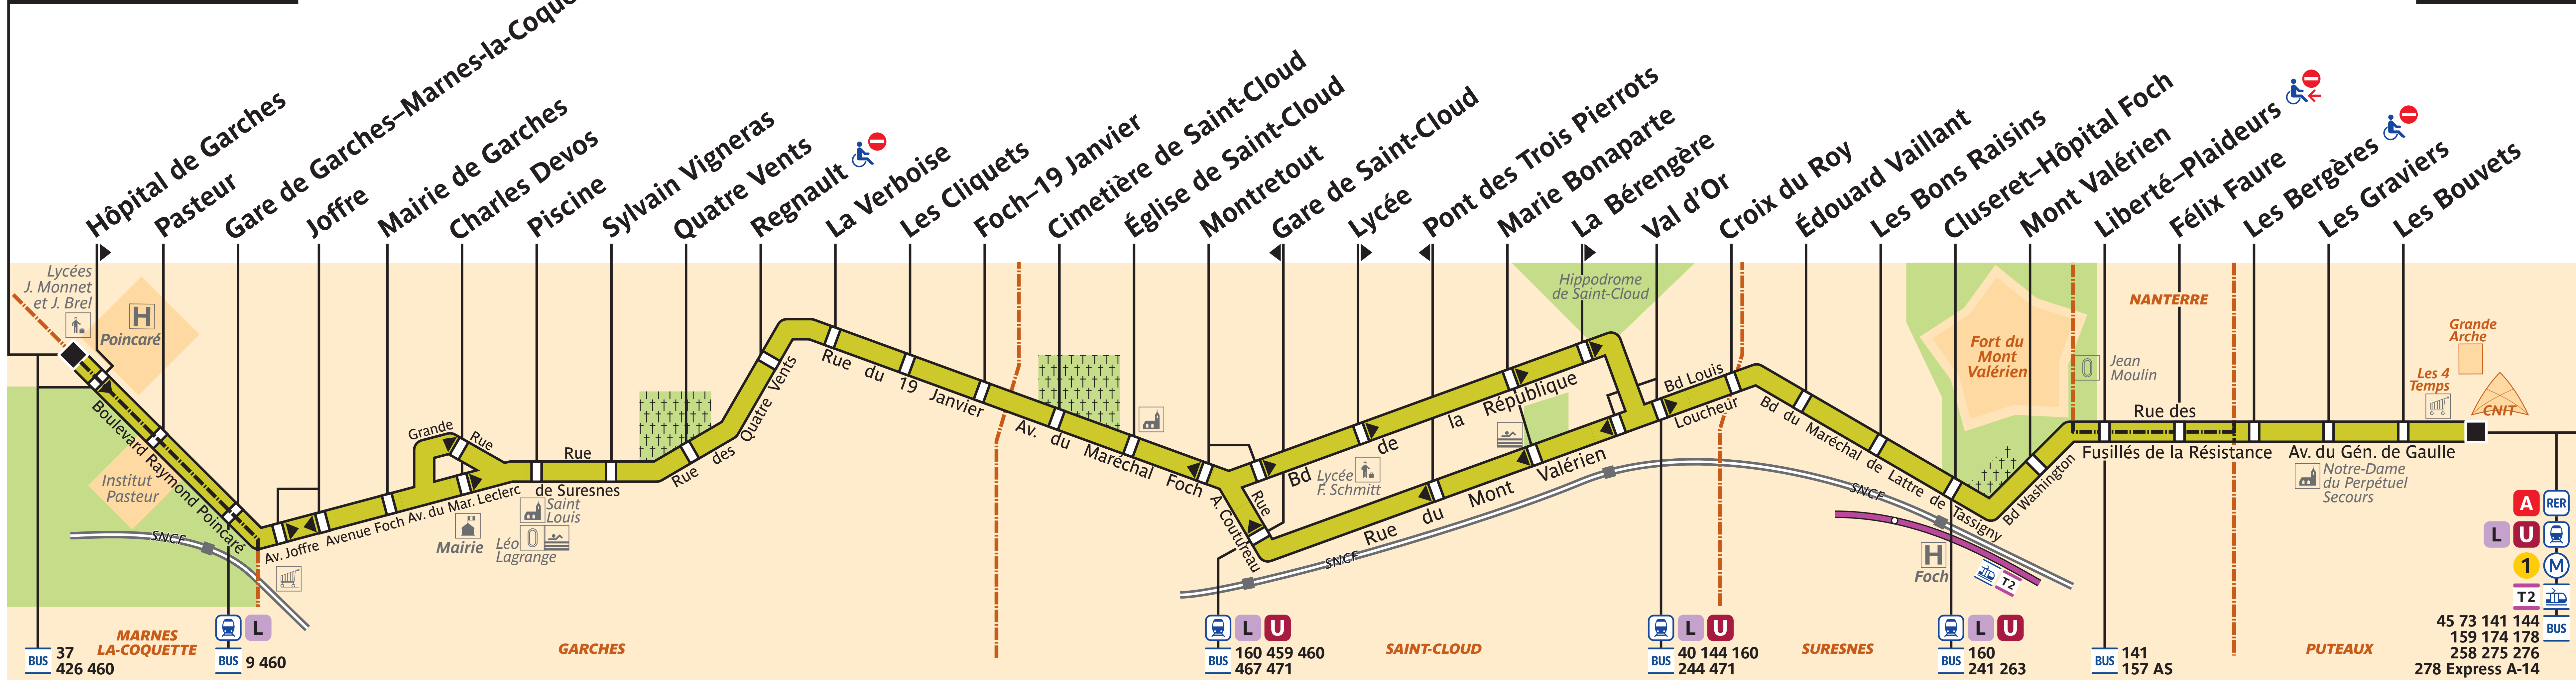 Hôpital de Garches
Pasteur
Gare de Garches–Marnes-la-Coque
Joffre
Mairie de Garches
Charles Devos
Piscine
Sylvain Vigneras
Quatre Vents
Regnault
La Verboise
Les Cliquets
Foch–19 Janvier
Cimetière de Saint-Cloud
Église de Saint-Cloud
Montretout
Gare de Saint-Cloud
Lycée
Pont des Trois Pierrots
Marie Bonaparte
La Bérengère
Val d'Or
Croix du Roy
Édouard Vaillant
Les Bons Raisins
Cluseret–Hôpital Foch
Mont Valérien
Liberté–Plaideurs
Félix Faure
Les Bergères
Les Graviers
Les Bouvets
Lycées
J. Monnet
et J. Brel
H
Poincaré
Boulevard Raymond Poincaré
Institut
Pasteur
SNCF
Av. Joffre
Avenue Foch
Av. du Mar. Leclerc
Grande Rue
Mairie
Rue
de Suresnes
Saint
Louis
Léo
Lagrange
Rue des Quatre Vents
Rue du 19 Janvier
Av. du Maréchal Foch
Rue
A. Coutureau
Bd de la République
Lycée
F. Schmitt
Rue du Mont Valérien
SNCF
Hippodrome
de Saint-Cloud
Bd Louis
Loucheur
Bd du Maréchal de Lattre de Tassigny
SNCF
H
Foch
T2
Fort du
Mont
Valérien
Bd Washington
Jean
Moulin
NANTERRE
Rue des
Fusillés de la Résistance
Av. du Gén. de Gaulle
Notre-Dame
du Perpétuel
Secours
Grande
Arche
Les 4
Temps
CNIT
MARNES
LA-COQUETTE
GARCHES
SAINT-CLOUD
SURESNES
PUTEAUX
BUS 37
426 460
L
BUS 9 460
L U
BUS 160 459 460
467 471
L U
BUS 40 144 160
244 471
L U
BUS 160
241 263
BUS 141
157 AS
A RER
L U
1 M
T2
BUS
45 73 141 144
159 174 178
258 275 276
278 Express A-14